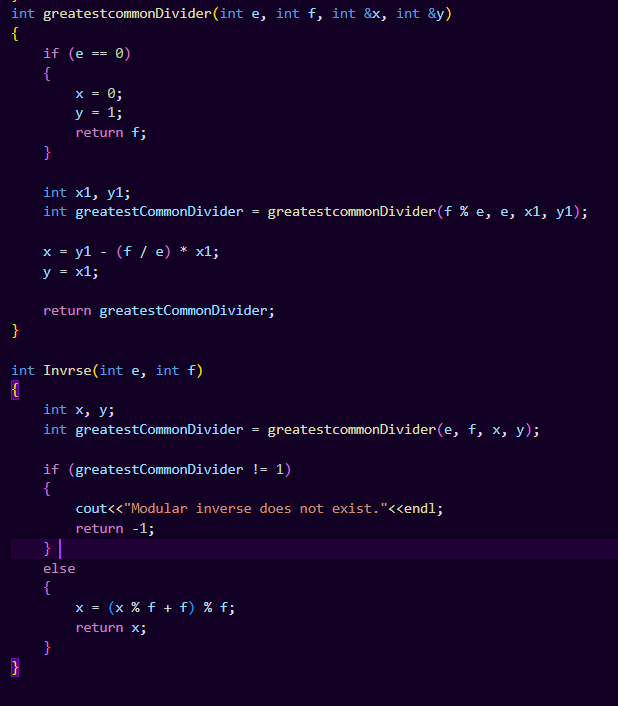 int greatestcommonDivider(int e, int f, int &x, int &y)
{
    if (e == 0)
    {
        x = 0;
        y = 1;
        return f;
    }
    int x1, y1;
    int greatestCommonDivider = greatestcommonDivider(f % e, e, x1, y1);
    x = y1 - (f / e) * x1;
    y = x1;
    return greatestCommonDivider;
}
int Invrse(int e, int f)
{
    int x, y;
    int greatestCommonDivider = greatestcommonDivider(e, f, x, y);
    if (greatestCommonDivider != 1)
    {
        cout<<"Modular inverse does not exist."<<endl;
        return -1;
    }
    else
    {
        x = (x % f + f) % f;
        return x;
    }
}